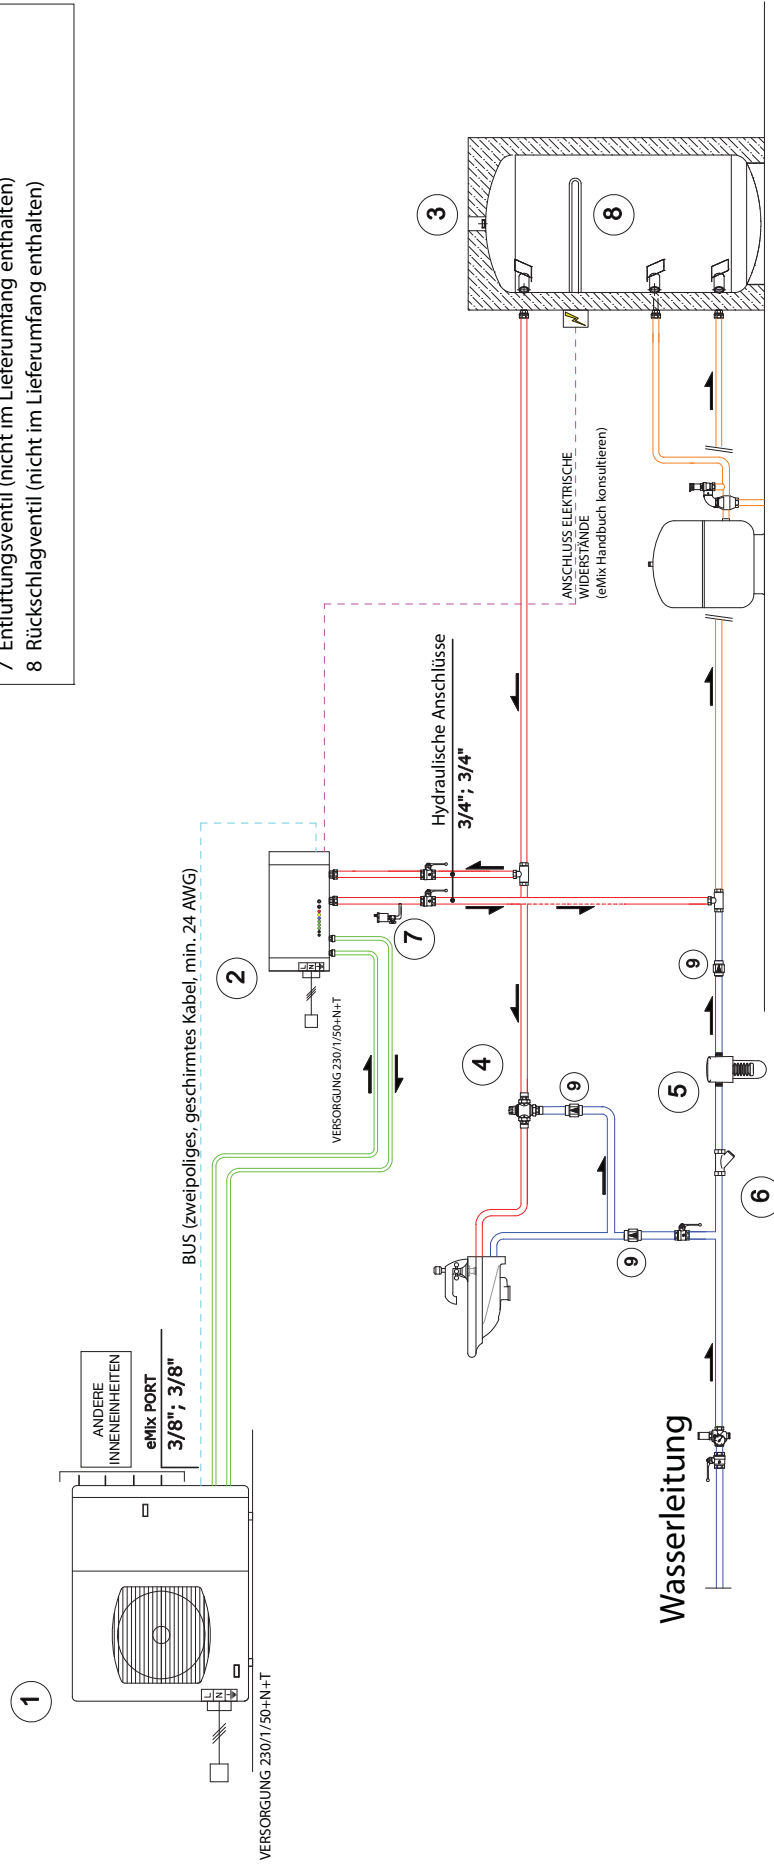 7 Entlüftungsventil (nicht im Lieferumfang enthalten)
8 Rückschlagventil (nicht im Lieferumfang enthalten)
1
VERSORGUNG 230/1/50+N+T
L
N
ANDERE
INNENEINHEITEN
eMix PORT
3/8"; 3/8"
BUS (zweipoliges, geschirmtes Kabel, min. 24 AWG)
2
L
N
VERSORGUNG 230/1/50+N+T
7
Hydraulische Anschlüsse
3/4"; 3/4"
ANSCHLUSS ELEKTRISCHE
WIDERSTÄNDE
(eMix Handbuch konsultieren)
3
8
4
9
9
9
5
6
Wasserleitung